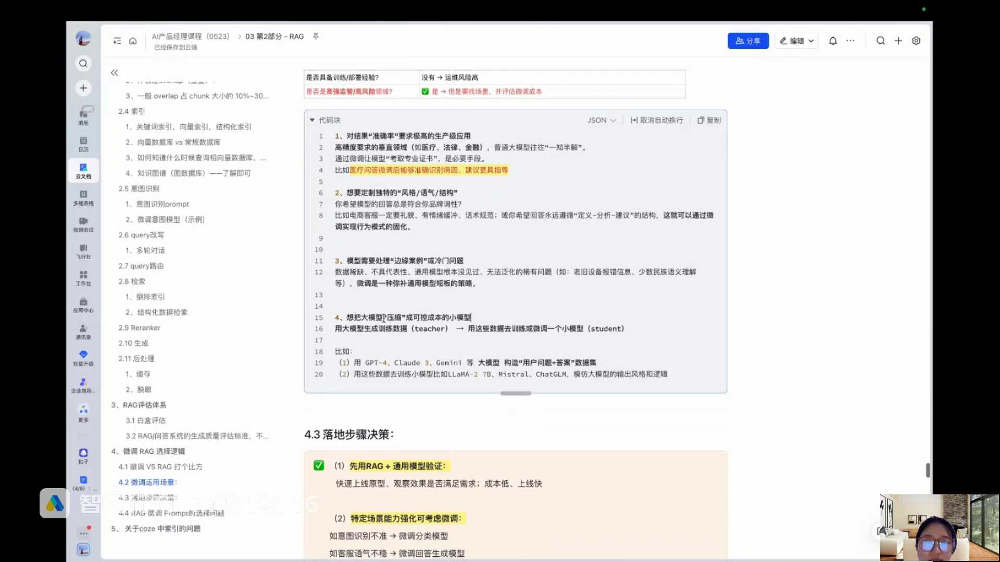 AI产品经理课程（0523） > 03 第2部分 - RAG
已经保存到云端
分享
编辑
499
消息
日历
云文档
多维表格
视频会议
飞行社
工作台
应用中心
通讯录
权益升级
企业推荐...
更多
扣子
(4/9) : ...
3、一般 overlap 占 chunk 大小的 10%~30...
2.4 索引
1、关键词索引，向量索引，结构化索引
2、向量数据库 vs 常规数据库
3、如何知道什么时候查询相向量数据库，...
4、知识图谱（图数据库）——了解即可
2.5 意图识别
1、意图识别prompt
2、微调意图模型（示例）
2.6 query改写
1、多轮对话
2.7 query路由
2.8 检索
1、倒排索引
2、结构化数据检索
2.9 Reranker
2.10 生成
2.11 后处理
1、缓存
2、脱敏
3、RAG评估体系
3.1 白盒评估
3.2 RAG/问答系统的生成质量评估标准，不...
4、微调 RAG 选择逻辑
4.1 微调 VS RAG 打个比方
4.2 微调适用场景：
4.3 落地步骤决策：
4.4 RAG 微调 Prompt的选择问题
5、 关于coze 中索引的问题
是否具备训练/部署经验? 没有 → 运维风险高
是否是高强监管/高风险领域? ✅ 是 → 但是要找场景，并评估微调成本
代码块 JSON 取消自动换行 复制
1 1、对结果“准确率”要求极高的生产级应用
2 高精度要求的垂直领域（如医疗、法律、金融），普通大模型往往“一知半解”。
3 通过微调让模型“考取专业证书”，是必要手段。
4 比如医疗问答微调后能够准确识别病因、建议更具指导
5
6 2、想要定制独特的“风格/语气/结构”
7 你希望模型的回答总是符合你品牌调性?
8 比如电商客服一定要礼貌、有情绪缓冲、话术规范；或你希望回答永远遵循“定义-分析-建议”的结构，这就可以通过微
调实现行为模式的固化。
9
10
11 3、模型需要处理“边缘案例”或冷门问题
12 数据稀缺、不具代表性、通用模型根本没见过、无法泛化的稀有问题（如：老旧设备报错信息、少数民族语义理解
等），微调是一种弥补通用模型短板的策略。
13
14
15 4、想把大模型“压缩”成可控成本的小模型
16 用大模型生成训练数据（teacher） → 用这些数据去训练或微调一个小模型（student）
17
18 比如：
19 （1）用 GPT-4、Claude 3、Gemini 等 大模型 构造“用户问题+答案”数据集
20 （2）用这些数据去训练小模型比如LLaMA-2 7B、Mistral、ChatGLM，模仿大模型的输出风格和逻辑
4.3 落地步骤决策：
✅ （1）先用RAG + 通用模型验证：
快速上线原型、观察效果是否满足需求；成本低、上线快
（2）特定场景能力强化可考虑微调：
如意图识别不准 → 微调分类模型
如客服语气不稳 → 微调回答生成模型